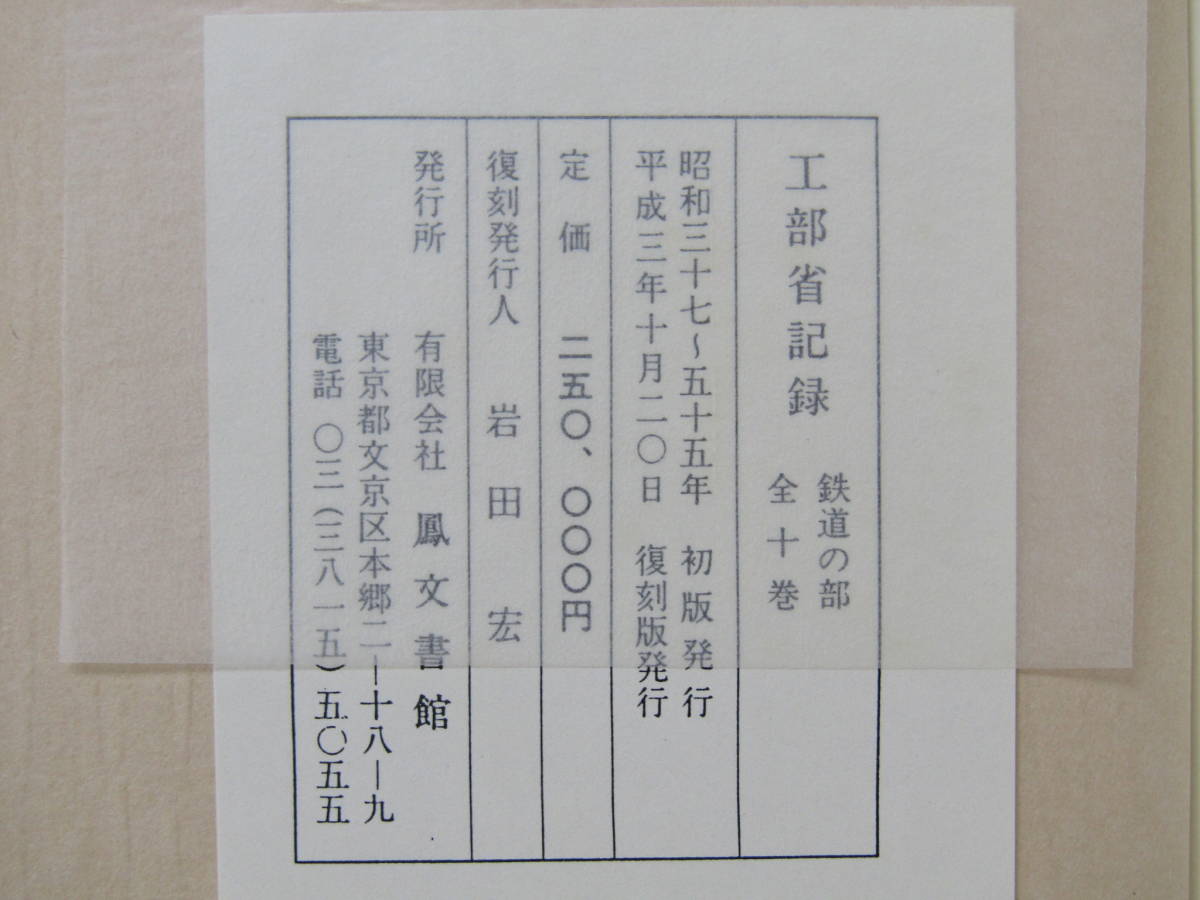 工部省記録
鉄道の部
全十巻
昭和三十七~五十五年 初版発行
平成三年十月二〇日 復刻版発行
定価 二五〇、〇〇〇円
復刻発行人 岩田宏
発行所 有限会社 鳳文書館
東京都文京区本郷二―十八―九
電話 〇三(三八一五)五〇五五